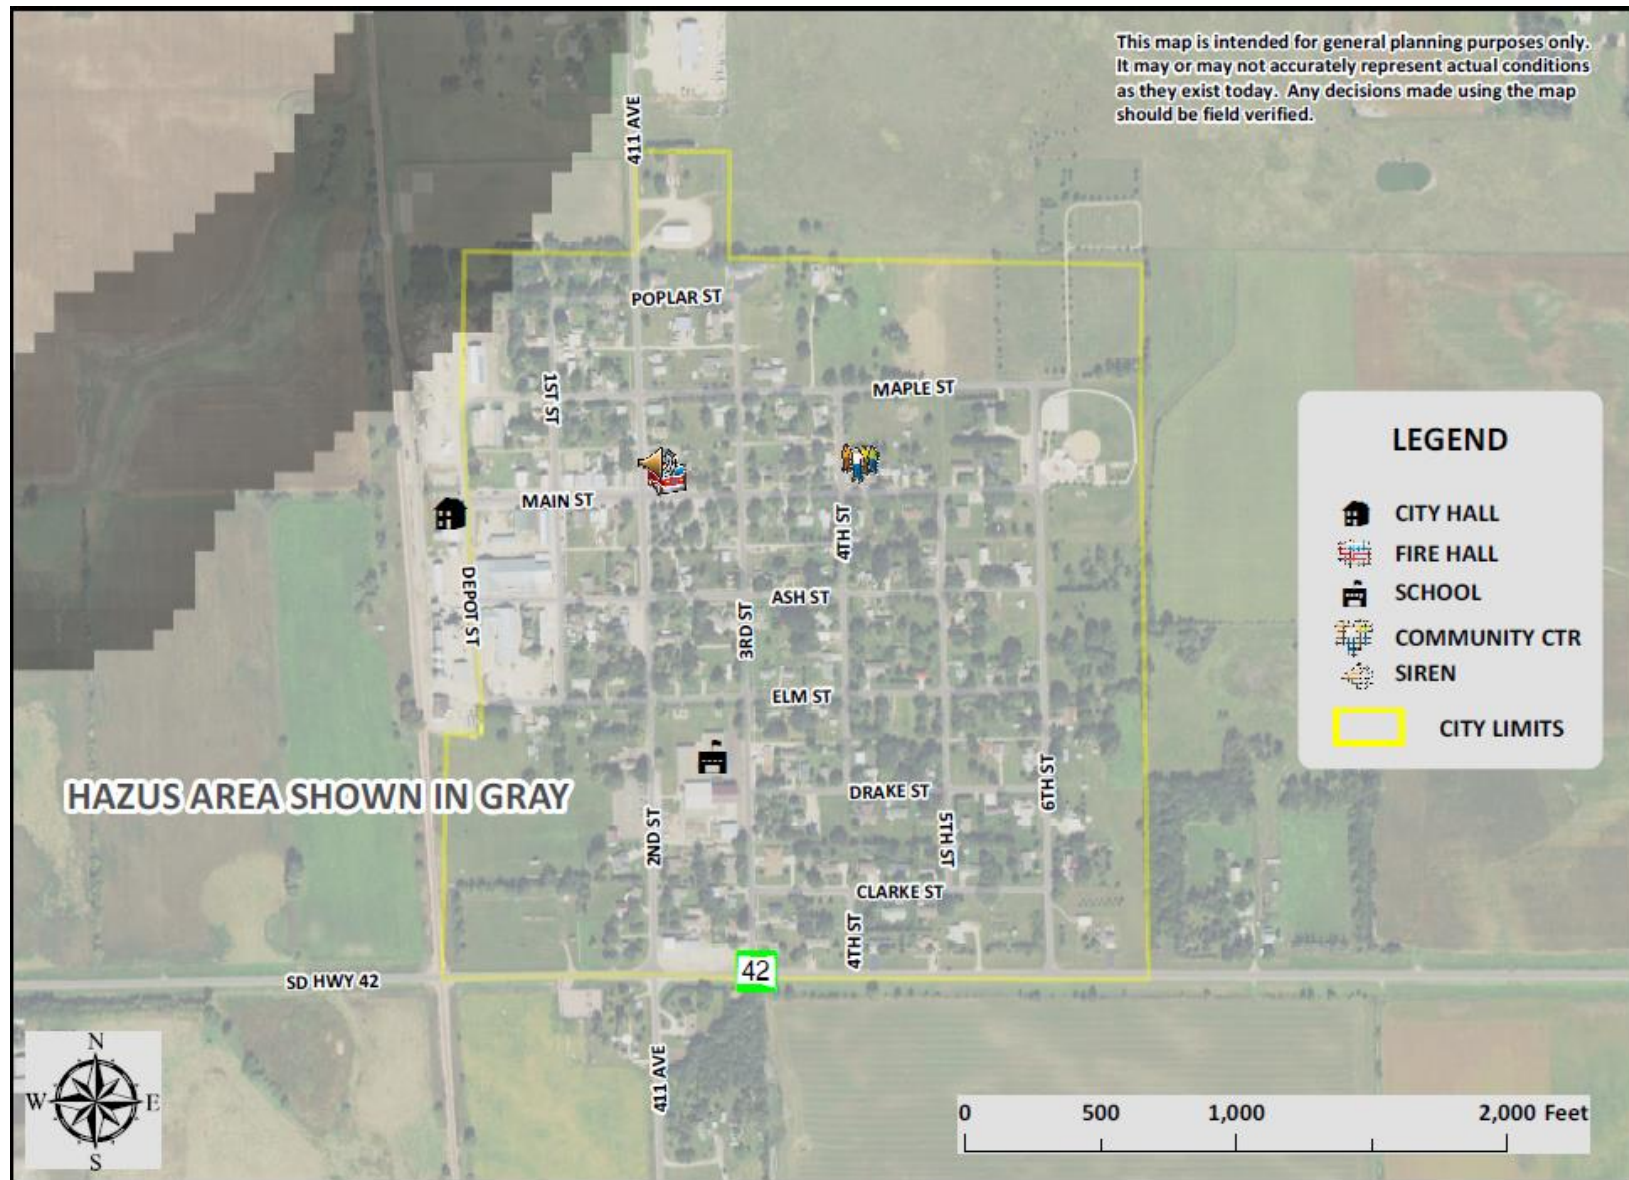 This map is intended for general planning purposes only.
It may or may not accurately represent actual conditions
as they exist today. Any decisions made using the map
should be field verified.
411 AVE
POPLAR ST
1ST ST
MAPLE ST
MAIN ST
4TH ST
DEPOT ST
ASH ST
3RD ST
ELM ST
HAZUS AREA SHOWN IN GRAY
DRAKE ST
6TH ST
2ND ST
5TH ST
CLARKE ST
4TH ST
42
SD HWY 42
411 AVE
LEGEND
CITY HALL
FIRE HALL
SCHOOL
COMMUNITY CTR
SIREN
CITY LIMITS
N
W E
S
0 500 1,000 2,000 Feet